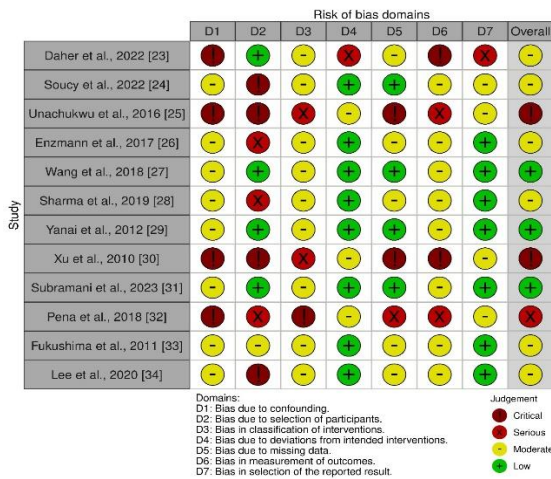 Risk of bias domains
D1 D2 D3 D4 D5 D6 D7 Overall
Daher et al., 2022 [23] ! + - X - ! X -
Soucy et al., 2022 [24] - ! - + + - - -
Unachukwu et al., 2016 [25] ! ! X - ! X - !
Enzmann et al., 2017 [26] - X - + - - + -
Wang et al., 2018 [27] - + - + + - + +
Sharma et al., 2019 [28] - X - + - - + -
Yanai et al., 2012 [29] - + - + + - + +
Xu et al., 2010 [30] ! ! X - ! ! - !
Subramani et al., 2023 [31] - + - + + - + +
Pena et al., 2018 [32] ! X ! - X X - X
Fukushima et al., 2011 [33] - - - + - - + -
Lee et al., 2020 [34] - ! - + - - + -
Study
Domains:
D1: Bias due to confounding.
D2: Bias due to selection of participants.
D3: Bias in classification of interventions.
D4: Bias due to deviations from intended interventions.
D5: Bias due to missing data.
D6: Bias in measurement of outcomes.
D7: Bias in selection of the reported result.
Judgement
! Critical
X Serious
- Moderate
+ Low